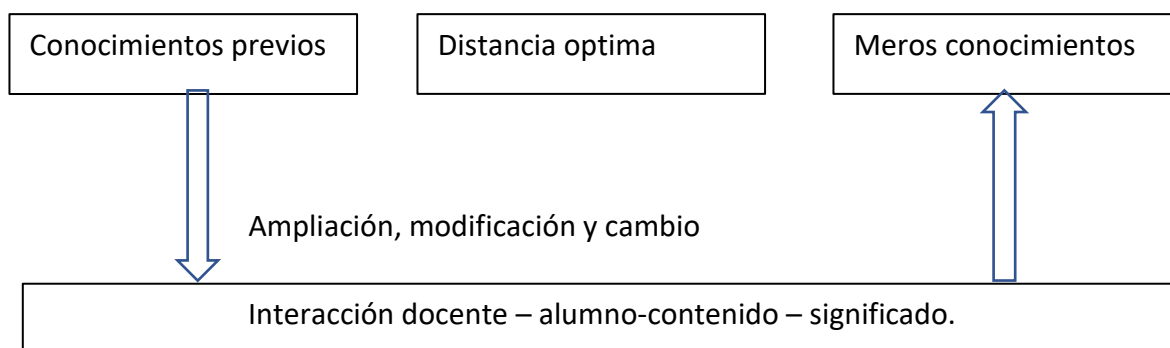 Conocimientos previos
Distancia optima
Meros conocimientos
Ampliación, modificación y cambio
Interacción docente – alumno-contenido – significado.